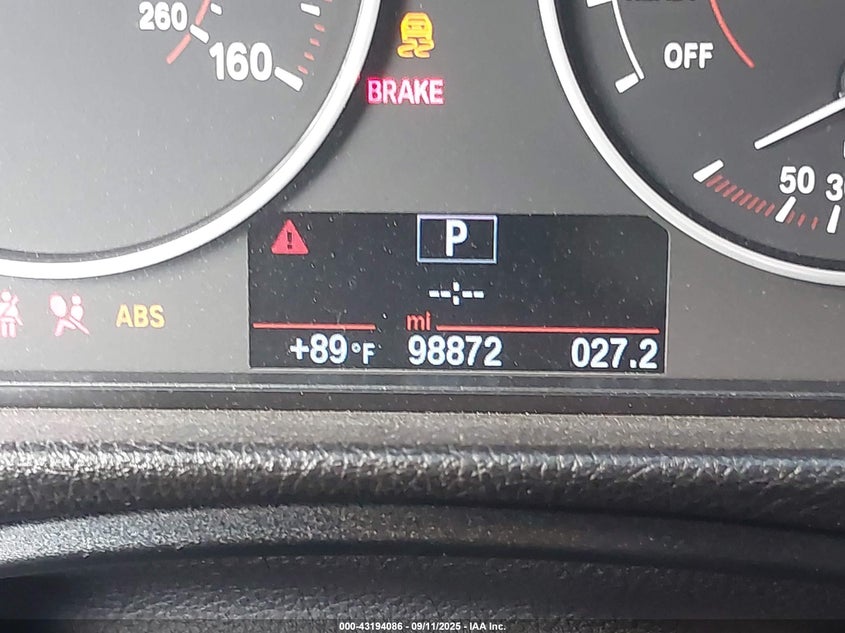 260
160
BRAKE
OFF
50
P
--:--
ABS
mi
+89°F 98872 027.2
000-43194086 - 09/11/2025 - IAA Inc.